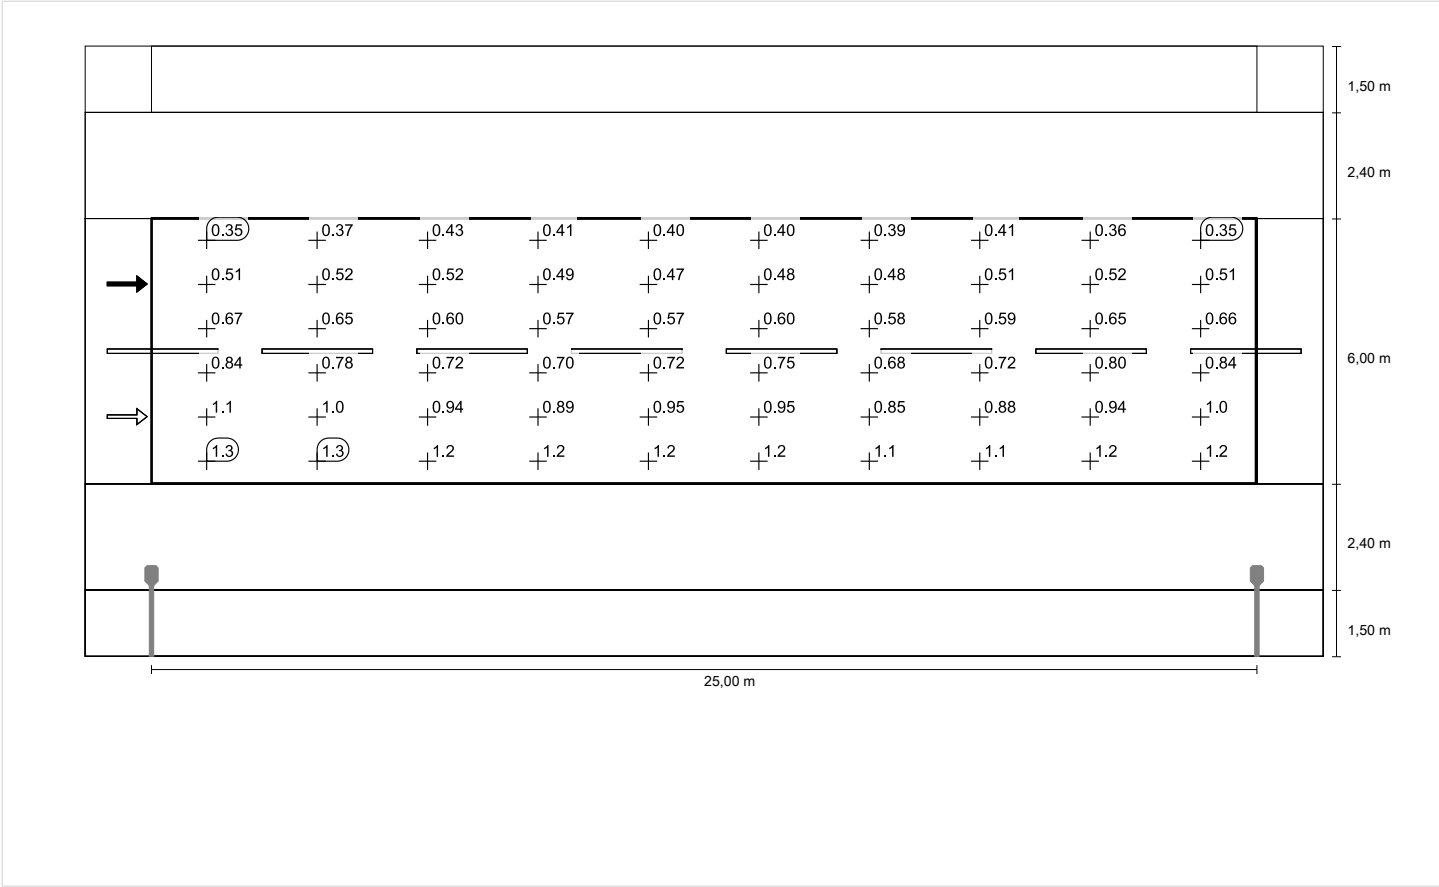 1,50 m
2,40 m
0.35 0.37 0.43 0.41 0.40 0.40 0.39 0.41 0.36 0.35
0.51 0.52 0.52 0.49 0.47 0.48 0.48 0.51 0.52 0.51
0.67 0.65 0.60 0.57 0.57 0.60 0.58 0.59 0.65 0.66
6,00 m
0.84 0.78 0.72 0.70 0.72 0.75 0.68 0.72 0.80 0.84
1.1 1.0 0.94 0.89 0.95 0.95 0.85 0.88 0.94 1.0
1.3 1.3 1.2 1.2 1.2 1.2 1.1 1.1 1.2 1.2
2,40 m
1,50 m
25,00 m